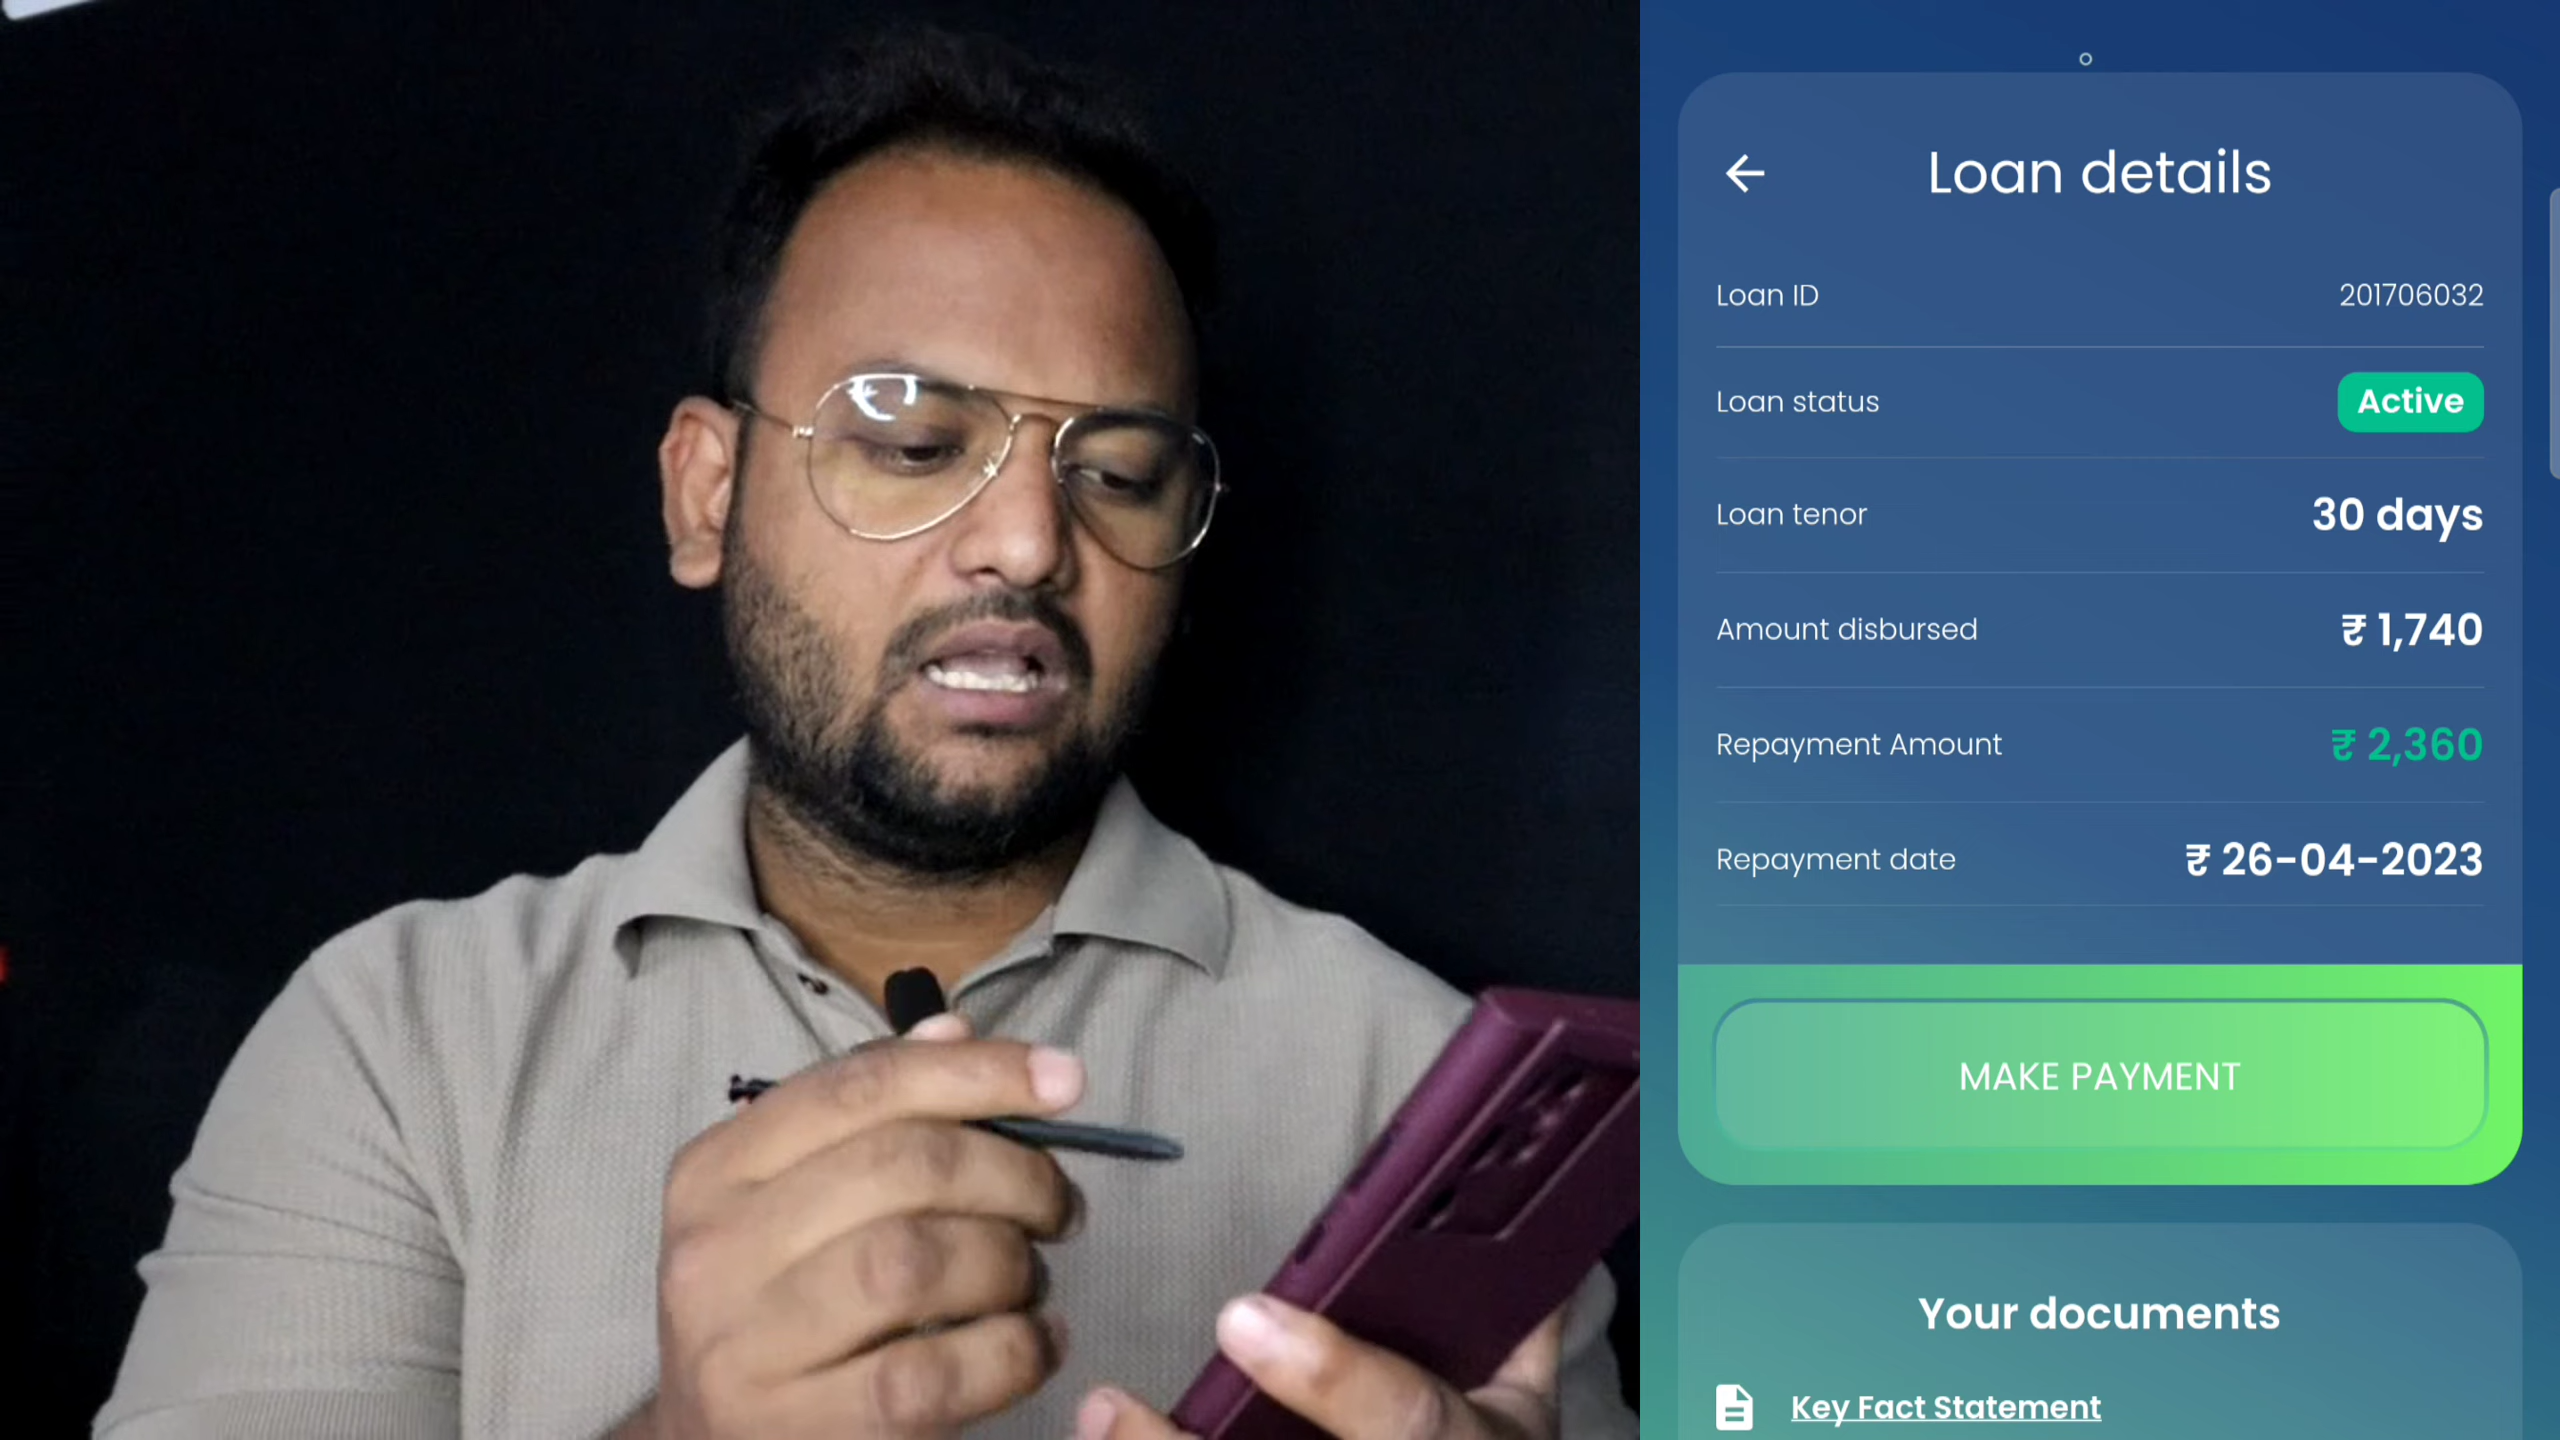 Loan details
Loan ID 201706032
Loan status Active
Loan tenor 30 days
Amount disbursed ₹ 1,740
Repayment Amount ₹ 2,360
Repayment date ₹ 26-04-2023
MAKE PAYMENT
Your documents
Key Fact Statement